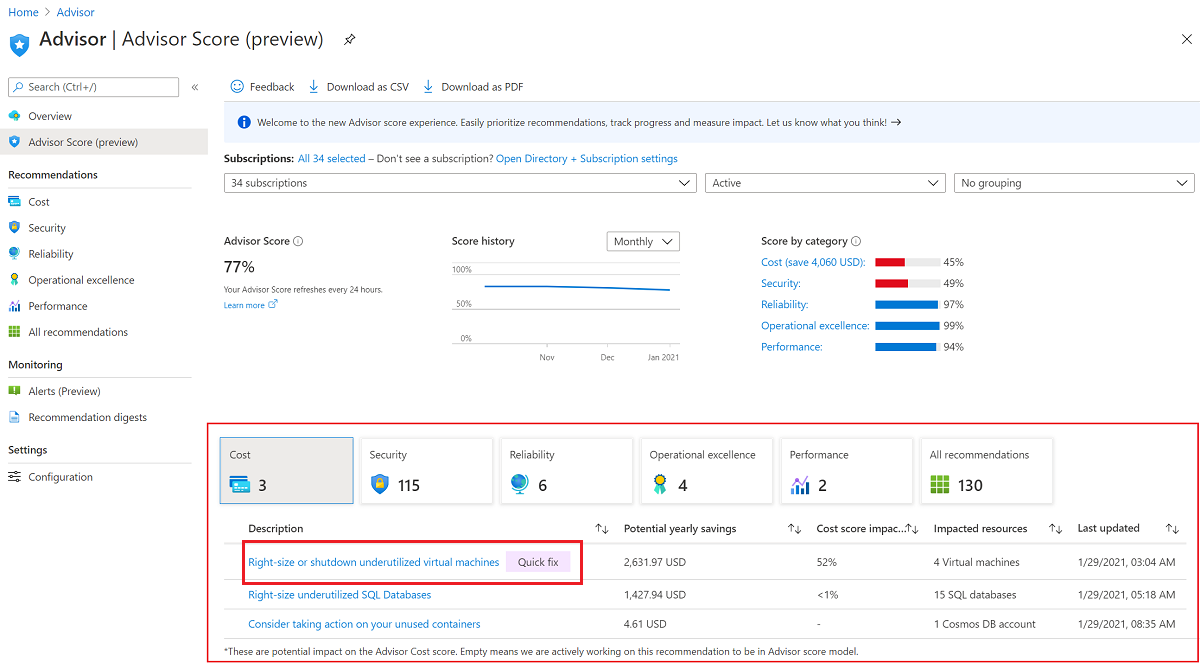 Home > Advisor
Advisor | Advisor Score (preview)
Search (Ctrl+/)
«
Overview
Advisor Score (preview)
Recommendations
Cost
Security
Reliability
Operational excellence
Performance
All recommendations
Monitoring
Alerts (Preview)
Recommendation digests
Settings
Configuration
Feedback Download as CSV Download as PDF
Welcome to the new Advisor score experience. Easily prioritize recommendations, track progress and measure impact. Let us know what you think! →
Subscriptions: All 34 selected – Don't see a subscription? Open Directory + Subscription settings
34 subscriptions Active No grouping
Advisor Score
77%
Your Advisor Score refreshes every 24 hours.
Learn more
Score history Monthly
100%
50%
0%
Nov Dec Jan 2021
Score by category
Cost (save 4,060 USD): 45%
Security: 49%
Reliability: 97%
Operational excellence: 99%
Performance: 94%
Cost Security Reliability Operational excellence Performance All recommendations
3 115 6 4 2 130
Description Potential yearly savings Cost score impac... Impacted resources Last updated
Right-size or shutdown underutilized virtual machines Quick fix 2,631.97 USD 52% 4 Virtual machines 1/29/2021, 03:04 AM
Right-size underutilized SQL Databases 1,427.94 USD <1% 15 SQL databases 1/29/2021, 05:18 AM
Consider taking action on your unused containers 4.61 USD - 1 Cosmos DB account 1/29/2021, 08:35 AM
*These are potential impact on the Advisor Cost score. Empty means we are actively working on this recommendation to be in Advisor score model.